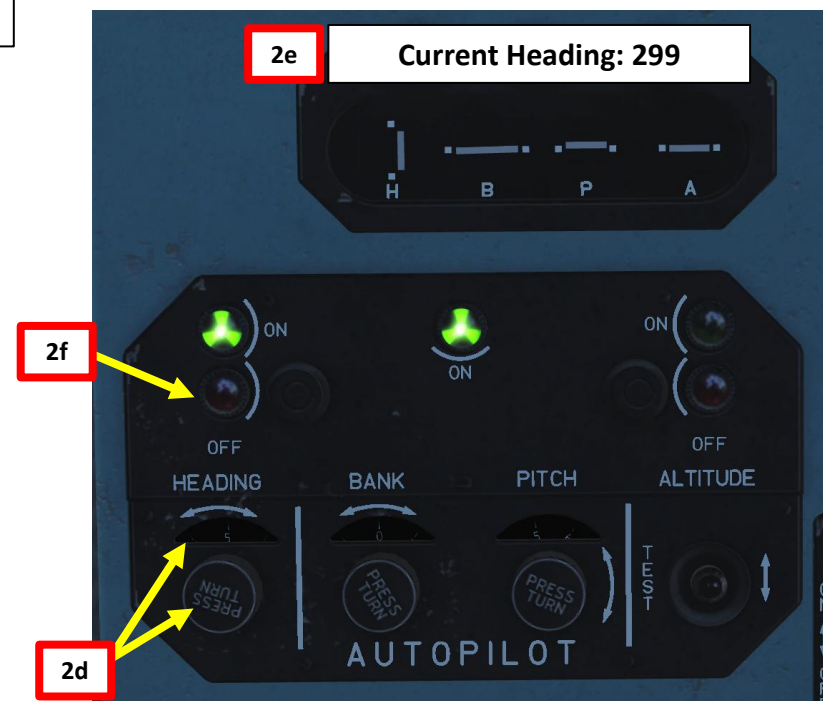 2e Current Heading: 299
H B P A
ON ON ON
2f
OFF OFF
HEADING BANK PITCH ALTITUDE
5 0 5
PRESS TURN PRESS TURN PRESS TURN TEST
2d
AUTOPILOT